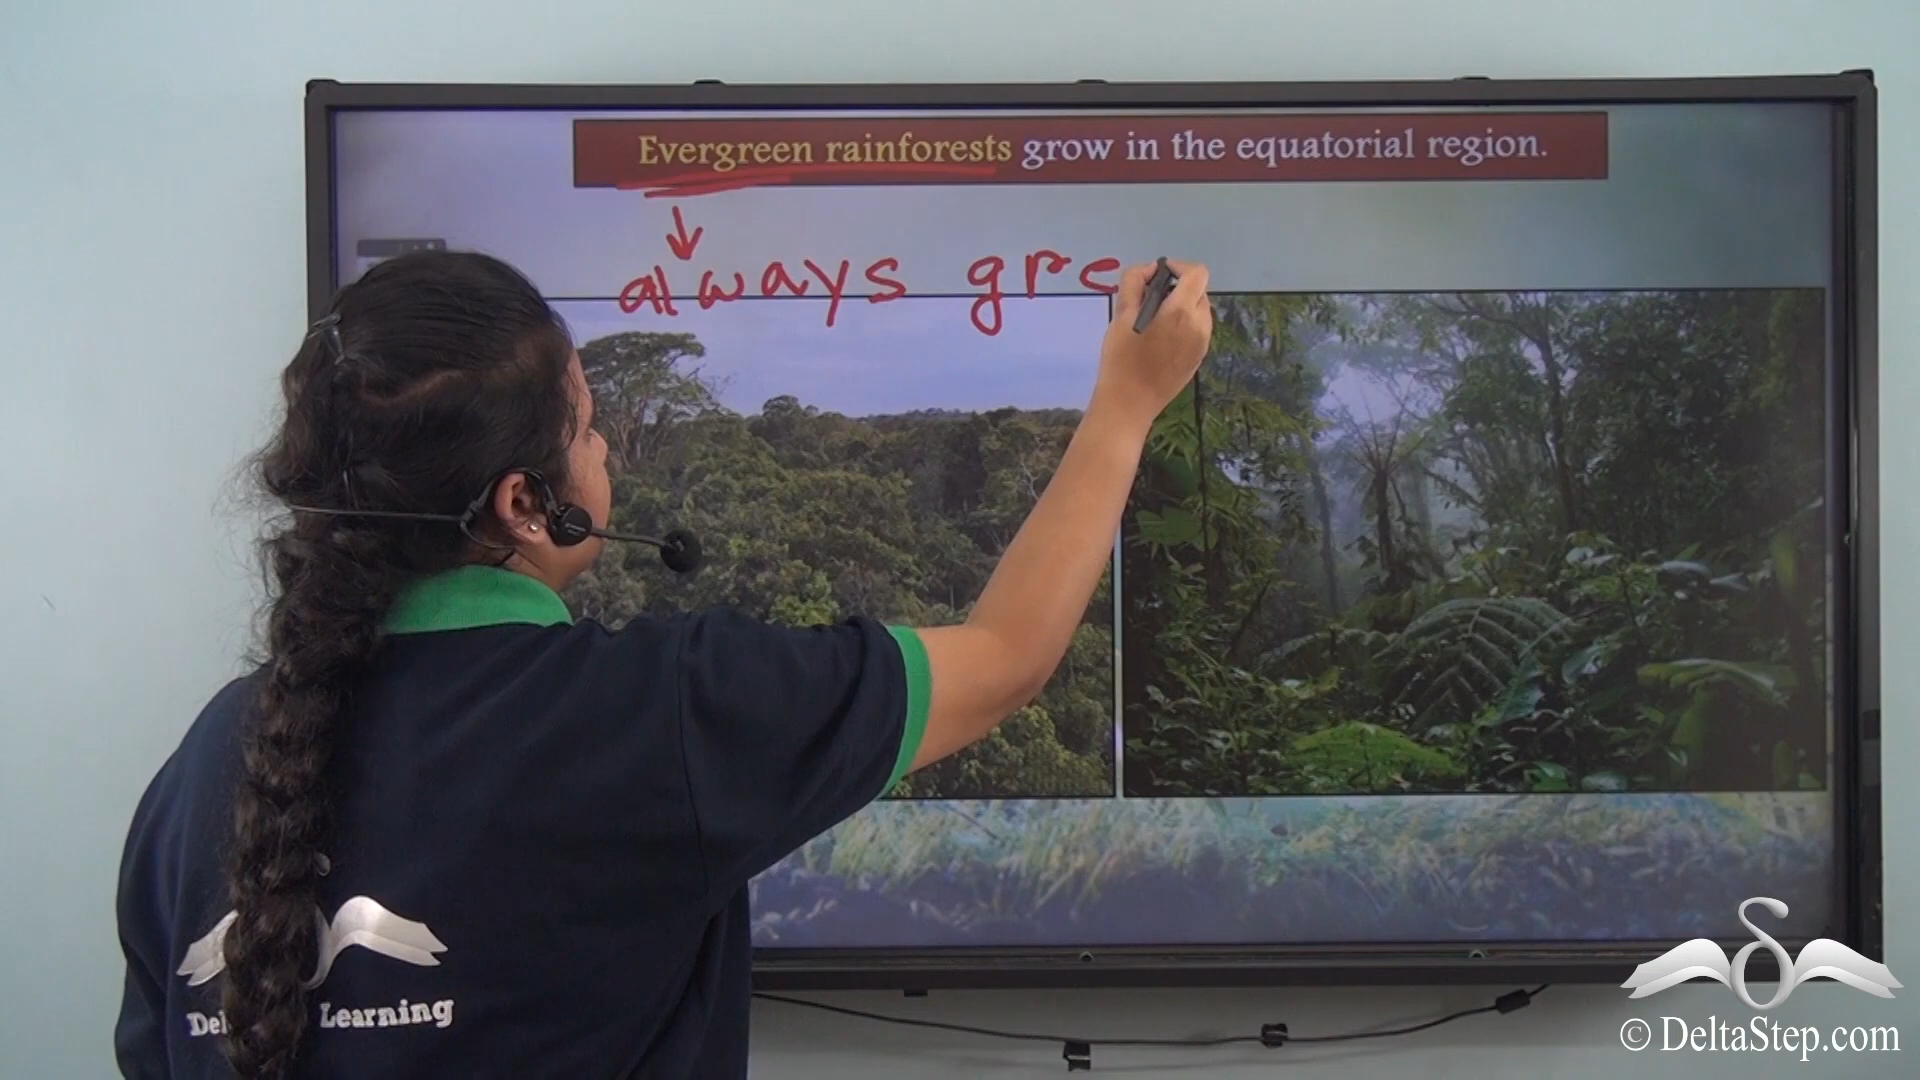 Evergreen rainforests grow in the equatorial region.
always gre
Learning
© DeltaStep.com